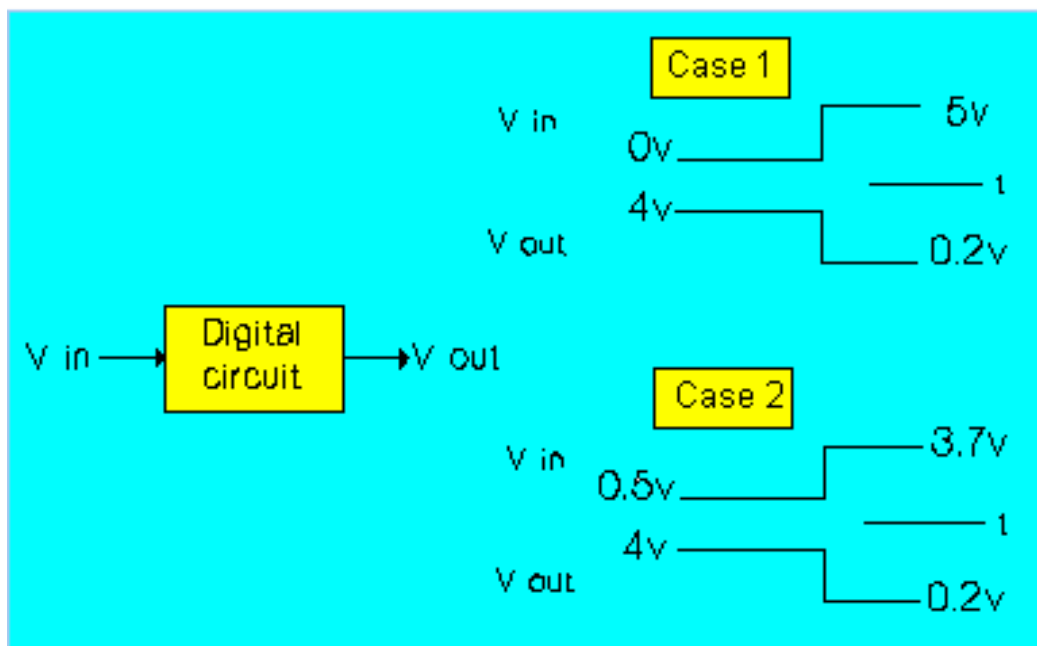 Case 1
V in
5v
0v
t
4v
V out
0.2v
V in
Digital
circuit
V out
Case 2
V in
3.7v
0.5v
t
4v
V out
0.2v